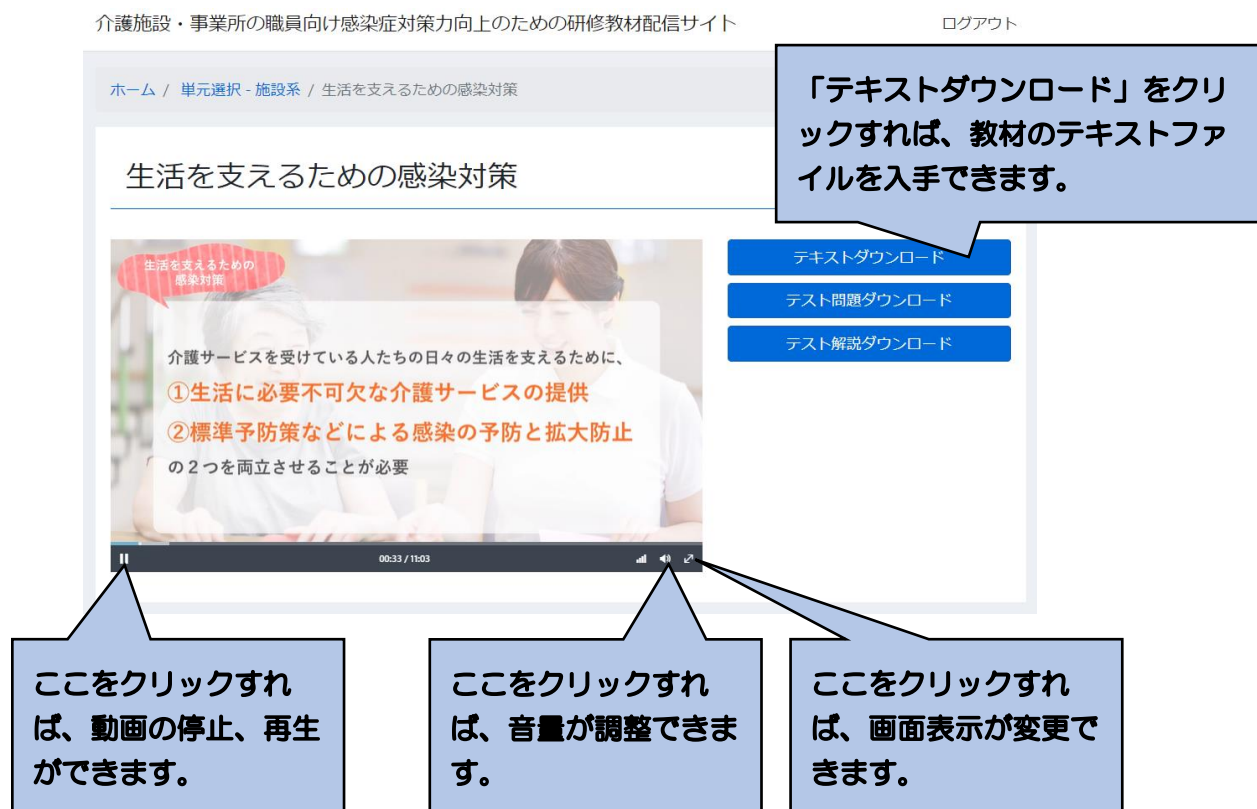 介護施設・事業所の職員向け感染症対策力向上のための研修教材配信サイト
ログアウト
ホーム / 単元選択 - 施設系 / 生活を支えるための感染対策
「テキストダウンロード」をクリ
ックすれば、教材のテキストファ
イルを入手できます。
生活を支えるための感染対策
生活を支えるための
感染対策
介護サービスを受けている人たちの日々の生活を支えるために、
①生活に必要不可欠な介護サービスの提供
②標準予防策などによる感染の予防と拡大防止
の２つを両立させることが必要
00:33 / 11:03
テキストダウンロード
テスト問題ダウンロード
テスト解説ダウンロード
ここをクリックすれ
ば、動画の停止、再生
ができます。
ここをクリックすれ
ば、音量が調整できま
す。
ここをクリックすれ
ば、画面表示が変更で
きます。